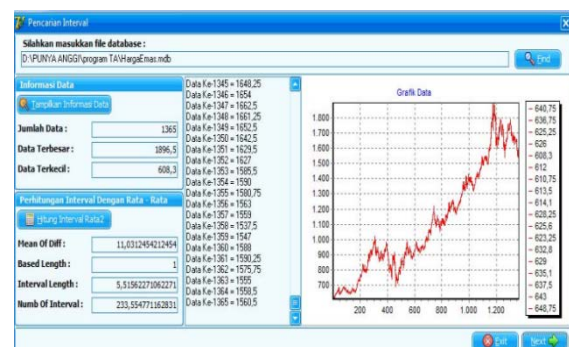 Pencarian Interval
Silahkan masukkan file database :
D:\PUNYA ANGGI\program TA\HargaEmas.mdb
Find
Informasi Data
Tampilkan Informasi Data
Jumlah Data : 1365
Data Terbesar : 1896,5
Data Terkecil : 608,3
Perhitungan Interval Dengan Rata - Rata
Hitung Interval Rata2
Mean Of Diff : 11,0312454212454
Based Length : 1
Interval Length : 5,51562271062271
Numb Of Interval : 233,554771162831
Data Ke-1345 = 1648,25
Data Ke-1346 = 1654
Data Ke-1347 = 1662,5
Data Ke-1348 = 1661,25
Data Ke-1349 = 1652,5
Data Ke-1350 = 1642,5
Data Ke-1351 = 1629,5
Data Ke-1352 = 1627
Data Ke-1353 = 1585,5
Data Ke-1354 = 1590
Data Ke-1355 = 1580,75
Data Ke-1356 = 1563
Data Ke-1357 = 1559
Data Ke-1358 = 1537,5
Data Ke-1359 = 1547
Data Ke-1360 = 1588
Data Ke-1361 = 1590,25
Data Ke-1362 = 1575,75
Data Ke-1363 = 1555
Data Ke-1364 = 1558,5
Data Ke-1365 = 1560,5
Grafik Data
1.800
1.700
1.600
1.500
1.400
1.300
1.200
1.100
1.000
900
800
700
200 400 600 800 1.000 1.200
640,75
636,75
625,25
626
608,3
612
610,75
613,5
614,1
628,25
625,6
623,25
632,8
629
635,1
637,5
643
648,75
Exit
Next